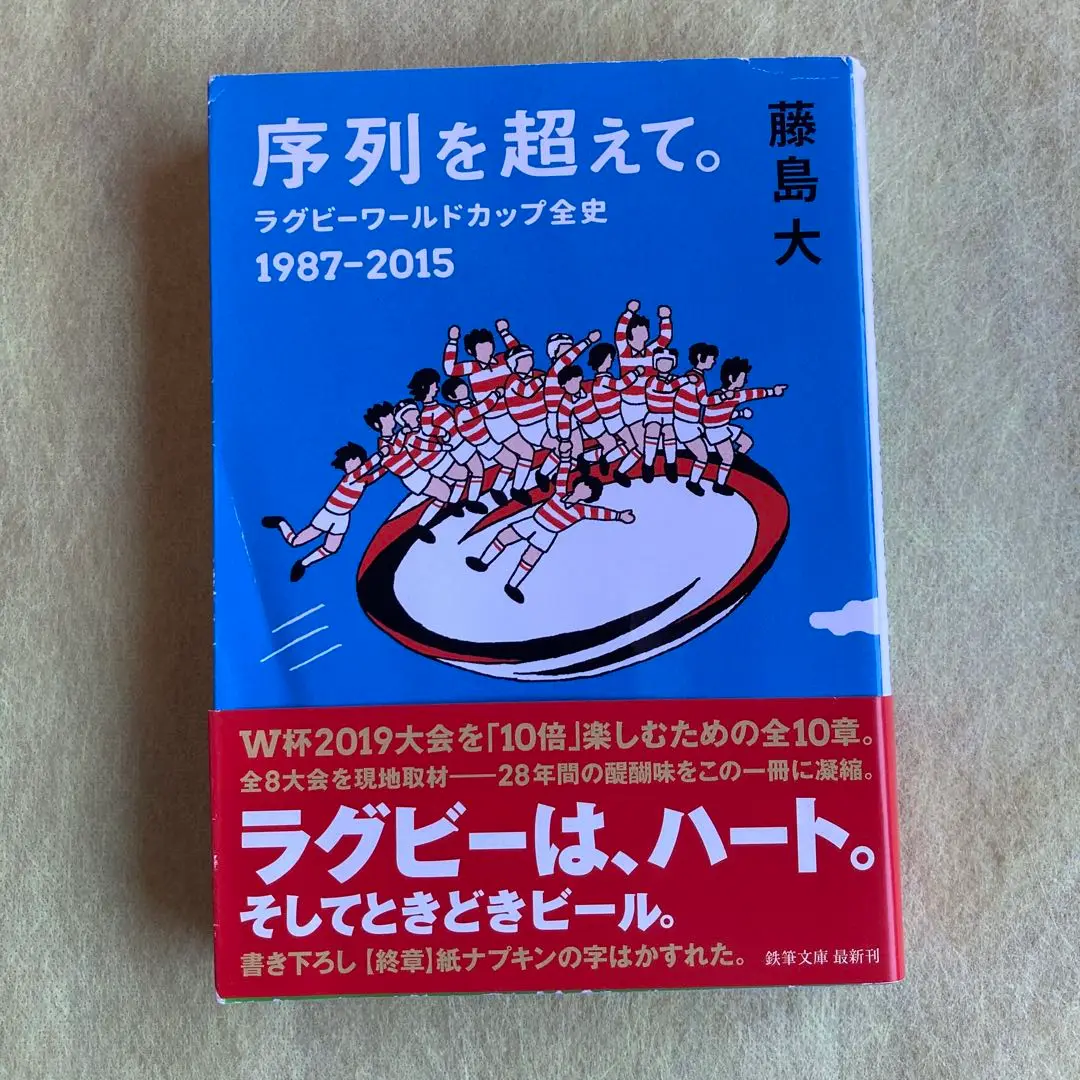 序列を超えて。
ラグビーワールドカップ全史
1987-2015
藤島 大
W杯2019大会を「10倍」楽しむための全10章。
全8大会を現地取材——28年間の醍醐味をこの一冊に凝縮。
ラグビーは、ハート。
そしてときどきビール。
書き下ろし【終章】紙ナプキンの字はかすれた。
鉄筆文庫 最新刊